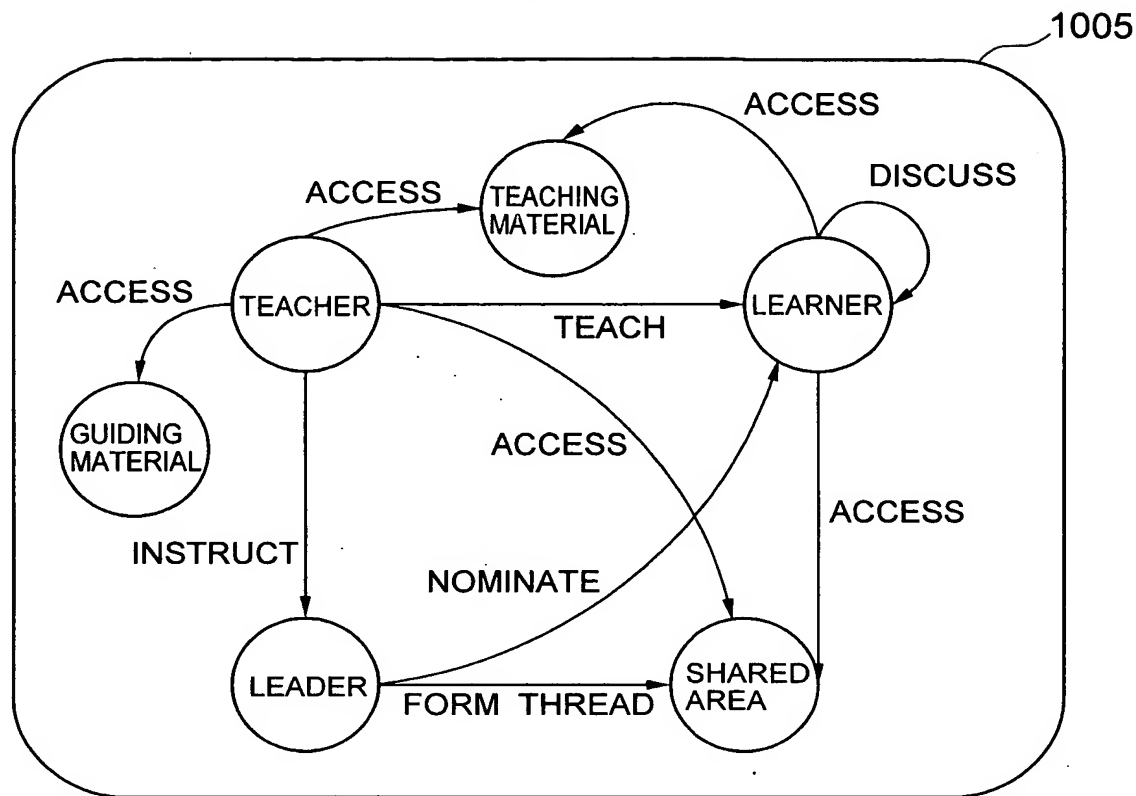 1005
ACCESS
DISCUSS
ACCESS
TEACHING
MATERIAL
ACCESS
TEACHER
LEARNER
TEACH
GUIDING
MATERIAL
ACCESS
ACCESS
INSTRUCT
NOMINATE
LEADER
SHARED
AREA
FORM THREAD